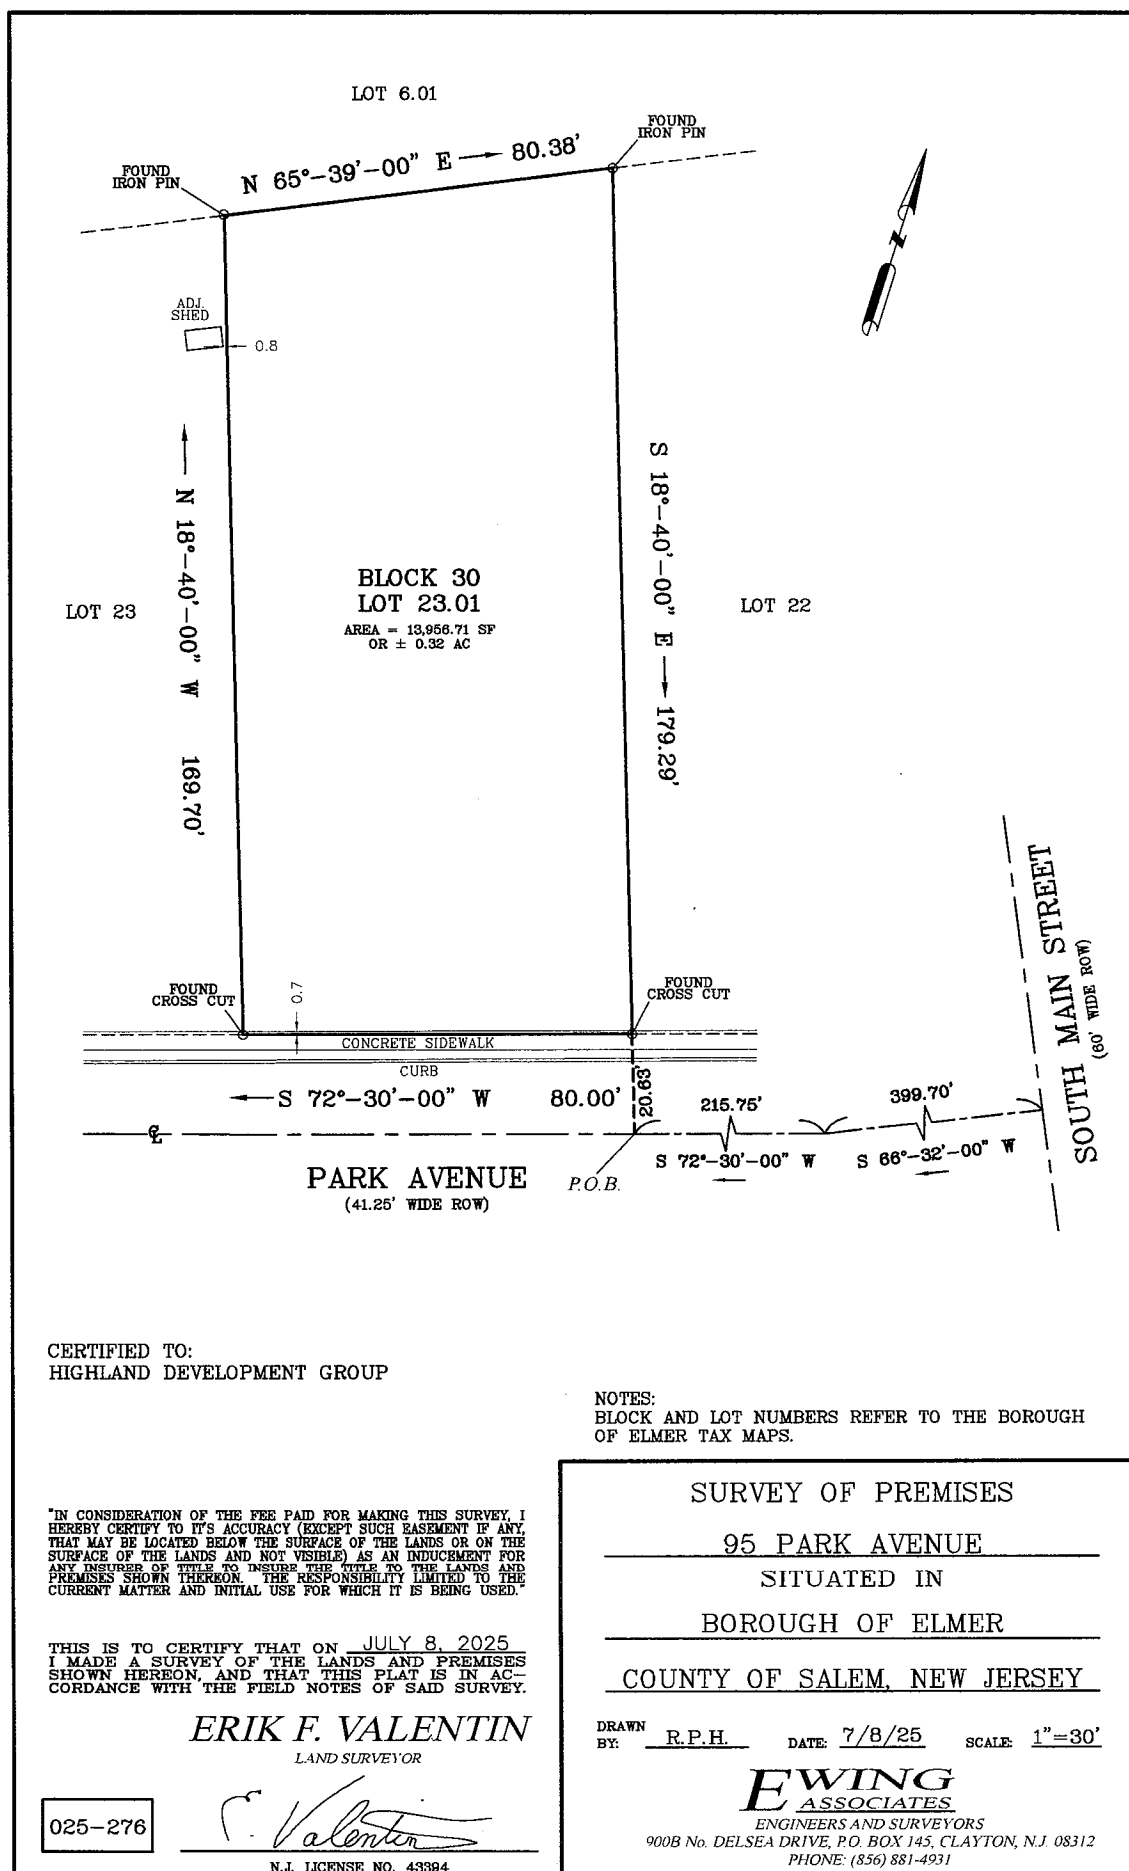 LOT 6.01
FOUND
IRON PIN
N 65°-39'-00" E 80.38'
FOUND
IRON PIN
N
ADJ.
SHED
0.8
N 18°-40'-00" W 169.70'
S 18°-40'-00" E 179.29'
BLOCK 30
LOT 23.01
AREA = 13,956.71 SF
OR ± 0.32 AC
LOT 23
LOT 22
SOUTH MAIN STREET
(60' WIDE ROW)
FOUND
CROSS CUT
0.7
FOUND
CROSS CUT
CONCRETE SIDEWALK
CURB
S 72°-30'-00" W 80.00'
20.63'
215.75'
399.70'
S 72°-30'-00" W
S 66°-32'-00" W
PARK AVENUE
(41.25' WIDE ROW)
P.O.B.
CERTIFIED TO:
HIGHLAND DEVELOPMENT GROUP
NOTES:
BLOCK AND LOT NUMBERS REFER TO THE BOROUGH
OF ELMER TAX MAPS.
"IN CONSIDERATION OF THE FEE PAID FOR MAKING THIS SURVEY, I
HEREBY CERTIFY TO IT'S ACCURACY (EXCEPT SUCH EASEMENT IF ANY,
THAT MAY BE LOCATED BELOW THE SURFACE OF THE LANDS OR ON THE
SURFACE OF THE LANDS AND NOT VISIBLE) AS AN INDUCEMENT FOR
ANY INSURER OF TITLE TO INSURE THE TITLE TO THE LANDS AND
PREMISES SHOWN THEREON. THE RESPONSIBILITY LIMITED TO THE
CURRENT MATTER AND INITIAL USE FOR WHICH IT IS BEING USED."
THIS IS TO CERTIFY THAT ON JULY 8, 2025
I MADE A SURVEY OF THE LANDS AND PREMISES
SHOWN HEREON, AND THAT THIS PLAT IS IN AC-
CORDANCE WITH THE FIELD NOTES OF SAID SURVEY.
ERIK F. VALENTIN
LAND SURVEYOR
025-276
E. Valentin
N.J. LICENSE NO. 43394
SURVEY OF PREMISES
95 PARK AVENUE
SITUATED IN
BOROUGH OF ELMER
COUNTY OF SALEM, NEW JERSEY
DRAWN
BY: R.P.H. DATE: 7/8/25 SCALE: 1"=30'
EWING
ASSOCIATES
ENGINEERS AND SURVEYORS
900B No. DELSEA DRIVE, P.O. BOX 145, CLAYTON, N.J. 08312
PHONE: (856) 881-4931